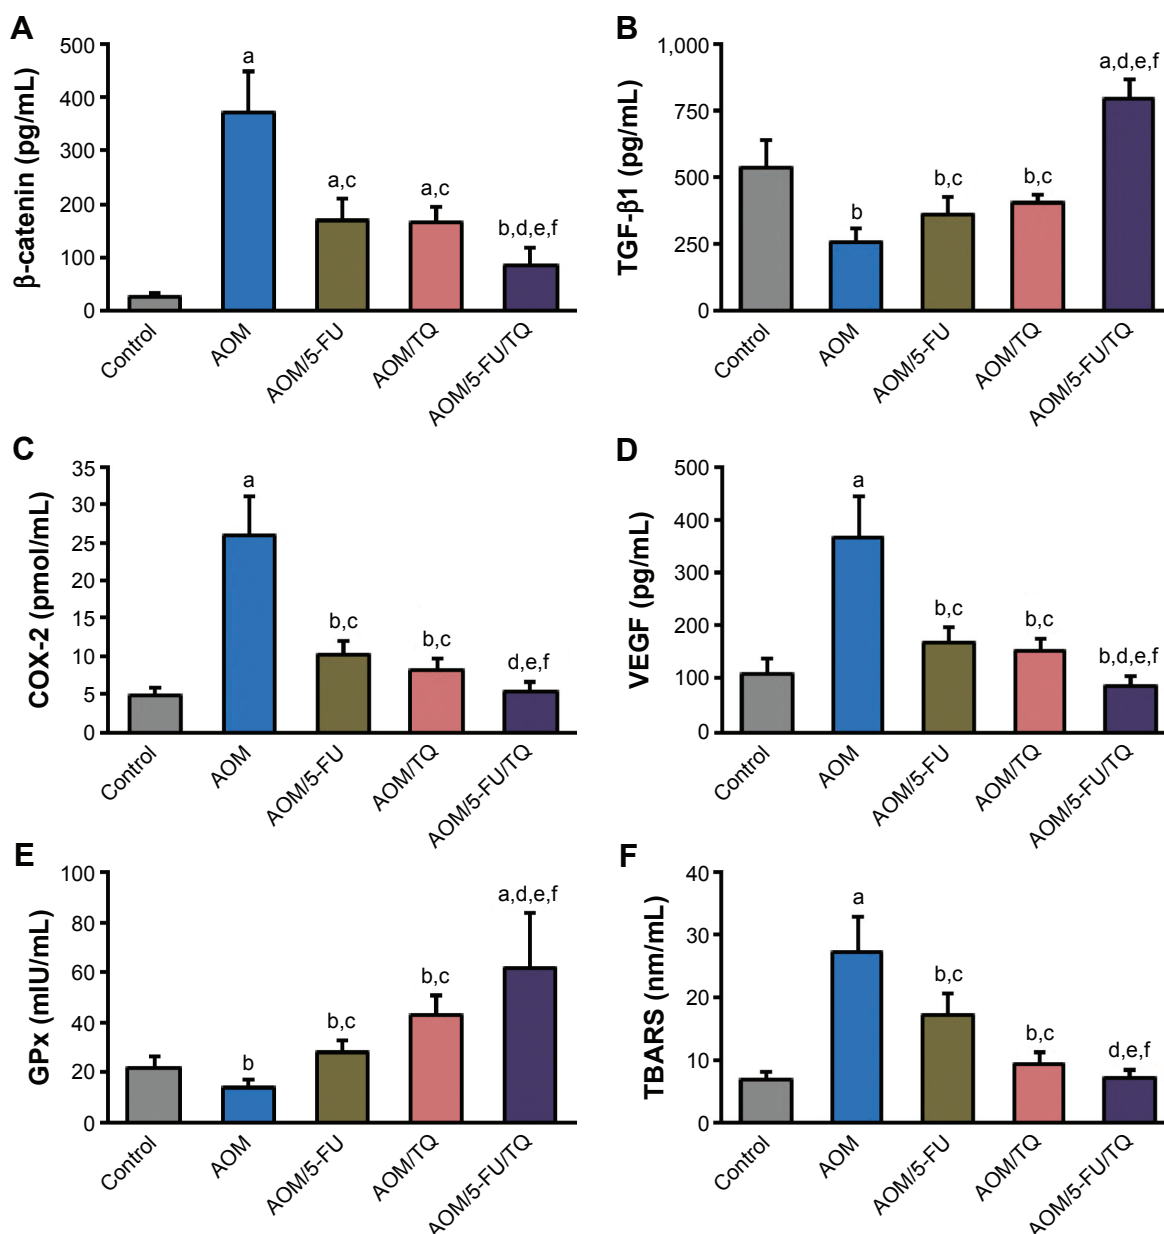 A
β-catenin (pg/mL)
500
400
300
200
100
0
a
a,c
a,c
b,d,e,f
Control
AOM
AOM/5-FU
AOM/TQ
AOM/5-FU/TQ
B
TGF-β1 (pg/mL)
1,000
750
500
250
0
b
b,c
b,c
a,d,e,f
Control
AOM
AOM/5-FU
AOM/TQ
AOM/5-FU/TQ
C
COX-2 (pmol/mL)
35
30
25
20
15
10
5
0
a
b,c
b,c
d,e,f
Control
AOM
AOM/5-FU
AOM/TQ
AOM/5-FU/TQ
D
VEGF (pg/mL)
500
400
300
200
100
0
a
b,c
b,c
b,d,e,f
Control
AOM
AOM/5-FU
AOM/TQ
AOM/5-FU/TQ
E
GPx (mIU/mL)
100
80
60
40
20
0
b
b,c
b,c
a,d,e,f
Control
AOM
AOM/5-FU
AOM/TQ
AOM/5-FU/TQ
F
TBARS (nm/mL)
40
30
20
10
0
a
b,c
b,c
d,e,f
Control
AOM
AOM/5-FU
AOM/TQ
AOM/5-FU/TQ